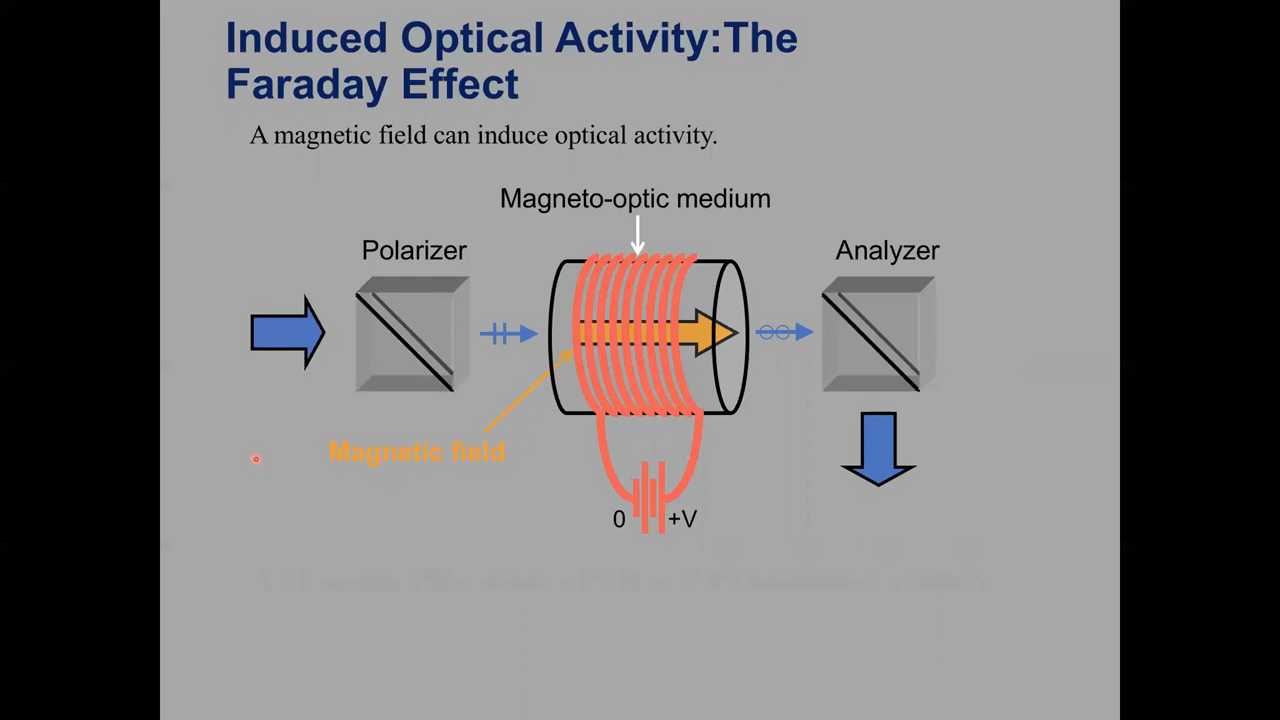 Induced Optical Activity:The
Faraday Effect
A magnetic field can induce optical activity.
Magneto-optic medium
Polarizer
Analyzer
Magnetic field
0
+V